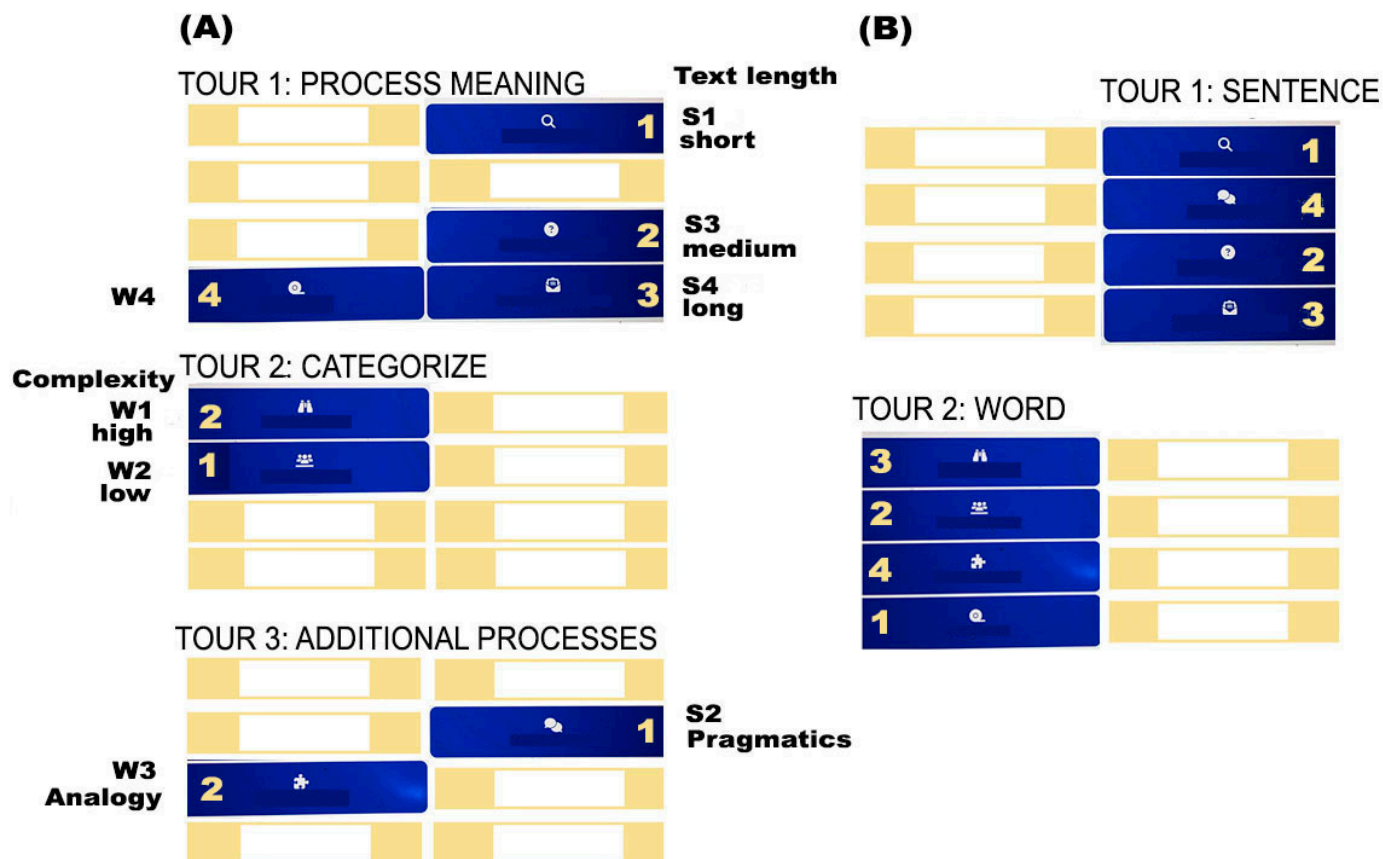 (A)
TOUR 1: PROCESS MEANING
Text length
1
S1
short
2
S3
medium
W4
4
3
S4
long
TOUR 2: CATEGORIZE
Complexity
W1
high
2
W2
low
1
TOUR 3: ADDITIONAL PROCESSES
1
S2
Pragmatics
W3
Analogy
2
(B)
TOUR 1: SENTENCE
1
4
2
3
TOUR 2: WORD
3
2
4
1